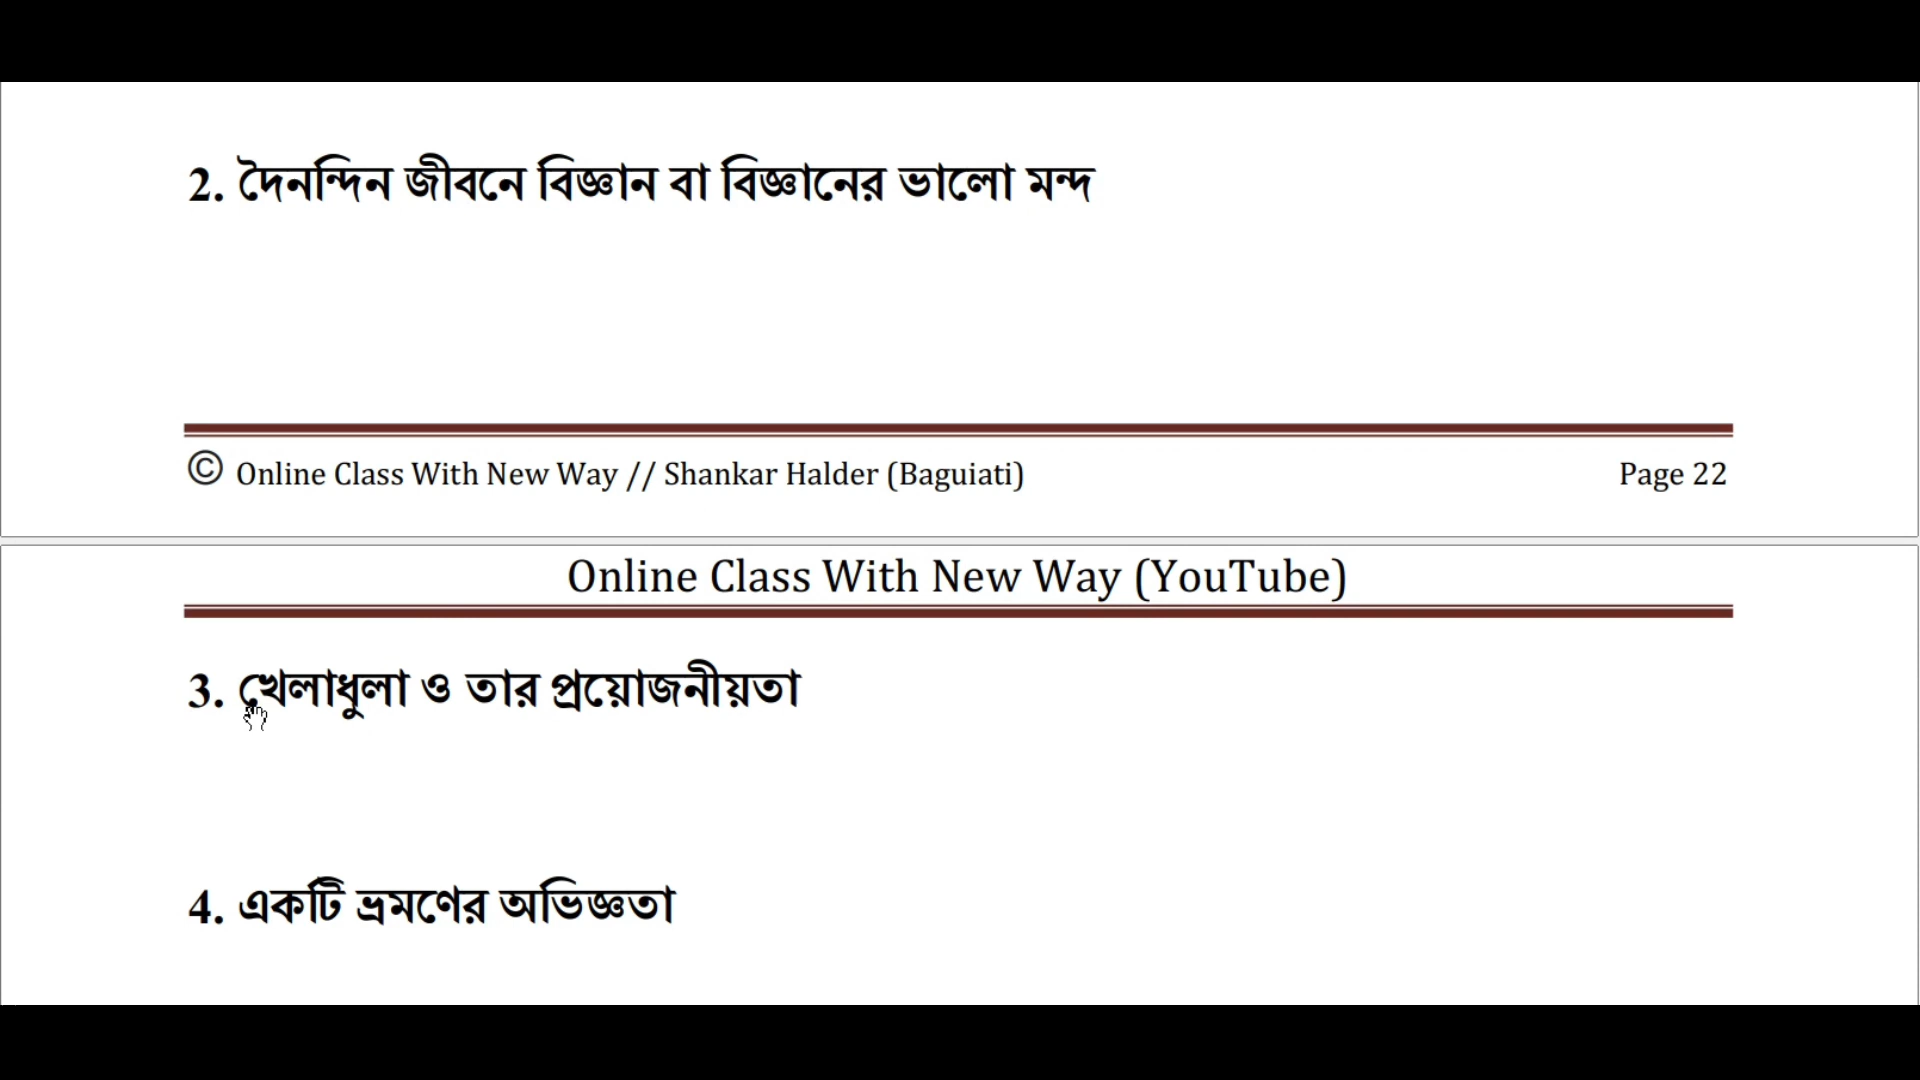 2. দৈনন্দিন জীবনে বিজ্ঞান বা বিজ্ঞানের ভালো মন্দ
© Online Class With New Way // Shankar Halder (Baguiati) Page 22
Online Class With New Way (YouTube)
3. খেলাধুলা ও তার প্রয়োজনীয়তা
4. একটি ভ্রমণের অভিজ্ঞতা